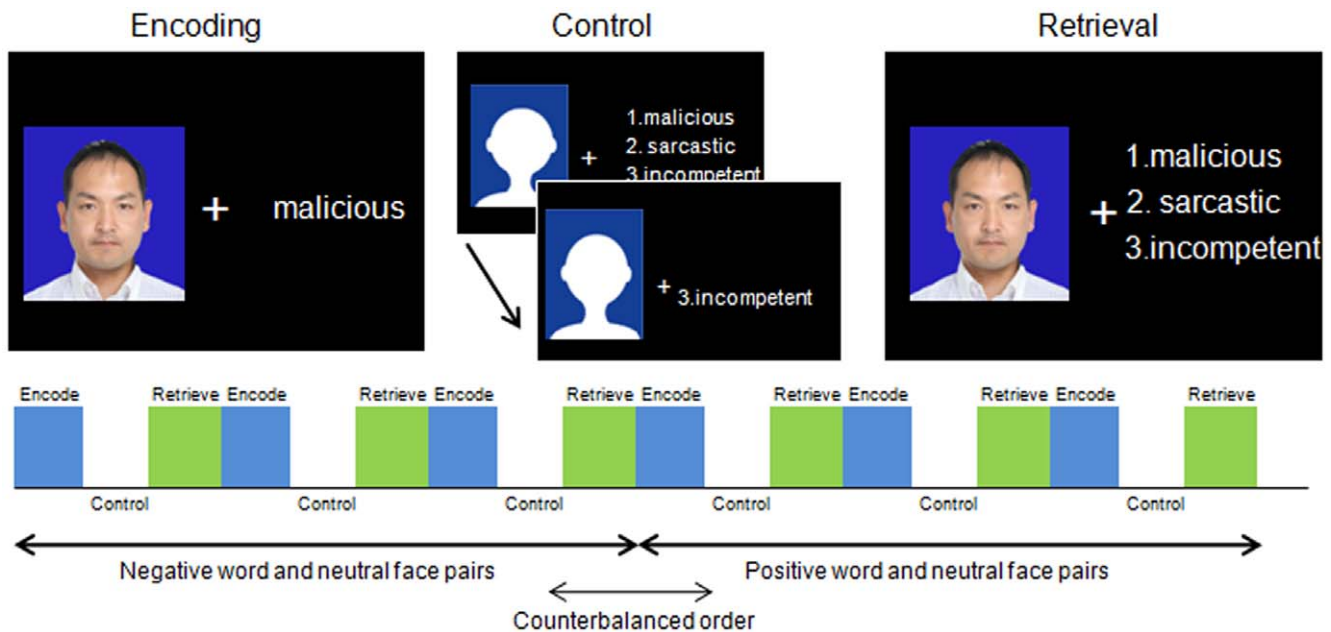 Encoding
Control
Retrieval
+ malicious
+
1.malicious
2. sarcastic
3.incompetent
+
3.incompetent
+
1.malicious
2. sarcastic
3.incompetent
Encode Retrieve Encode Retrieve Encode Retrieve Encode Retrieve Encode Retrieve Encode Retrieve
Control Control Control Control Control Control
Negative word and neutral face pairs Positive word and neutral face pairs
Counterbalanced order